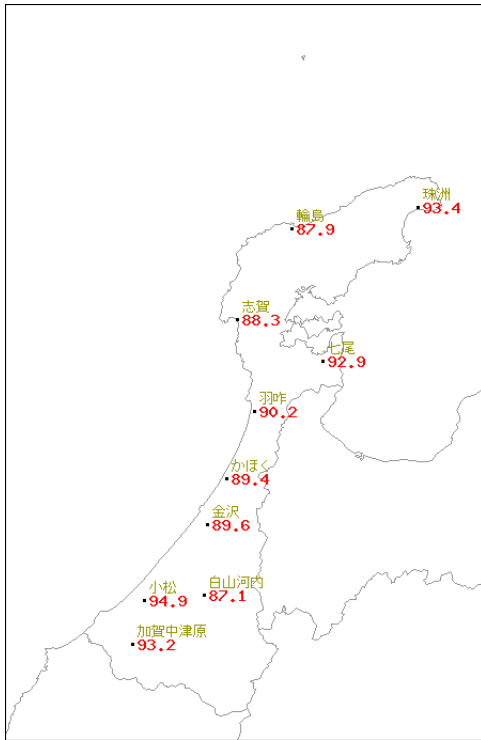 珠洲
93.4
輪島
87.9
志賀
88.3
七尾
92.9
羽咋
90.2
かほく
89.4
金沢
89.6
白山河内
87.1
小松
94.9
加賀中津原
93.2